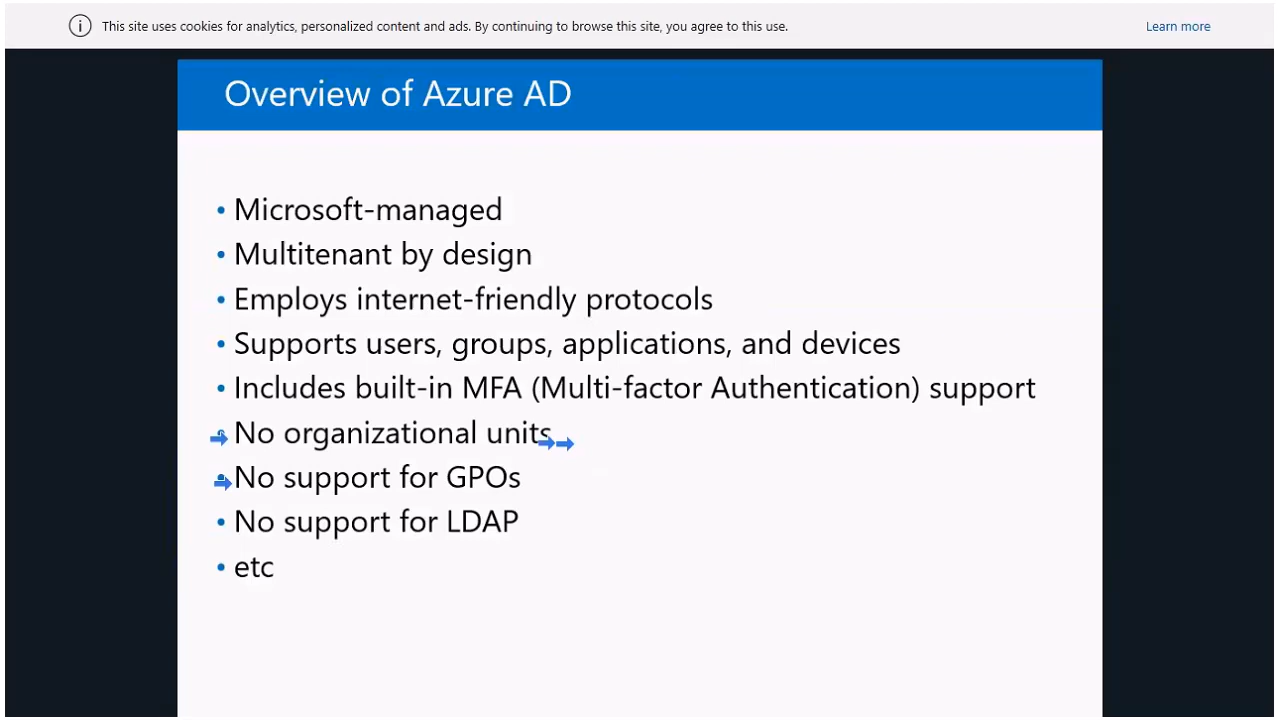 This site uses cookies for analytics, personalized content and ads. By continuing to browse this site, you agree to this use.
Learn more
Overview of Azure AD
• Microsoft-managed
• Multitenant by design
• Employs internet-friendly protocols
• Supports users, groups, applications, and devices
• Includes built-in MFA (Multi-factor Authentication) support
• No organizational units
• No support for GPOs
• No support for LDAP
• etc